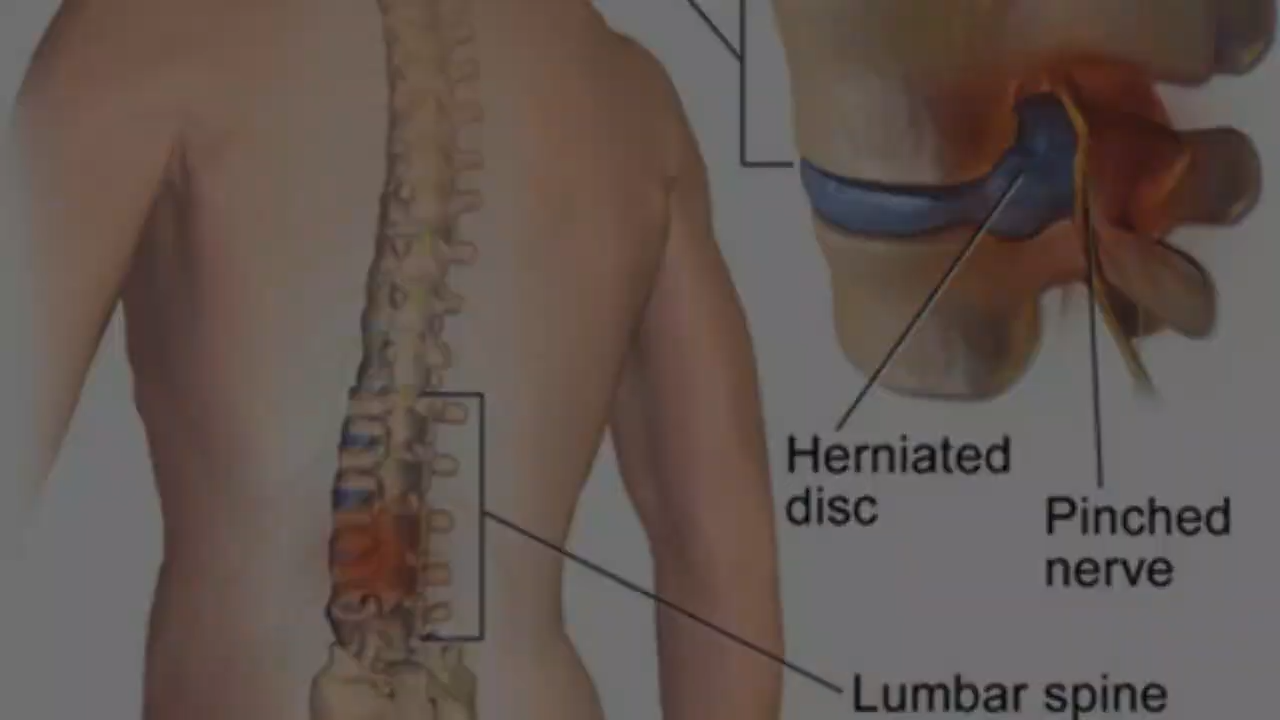 Herniated
disc
Pinched
nerve
Lumbar spine